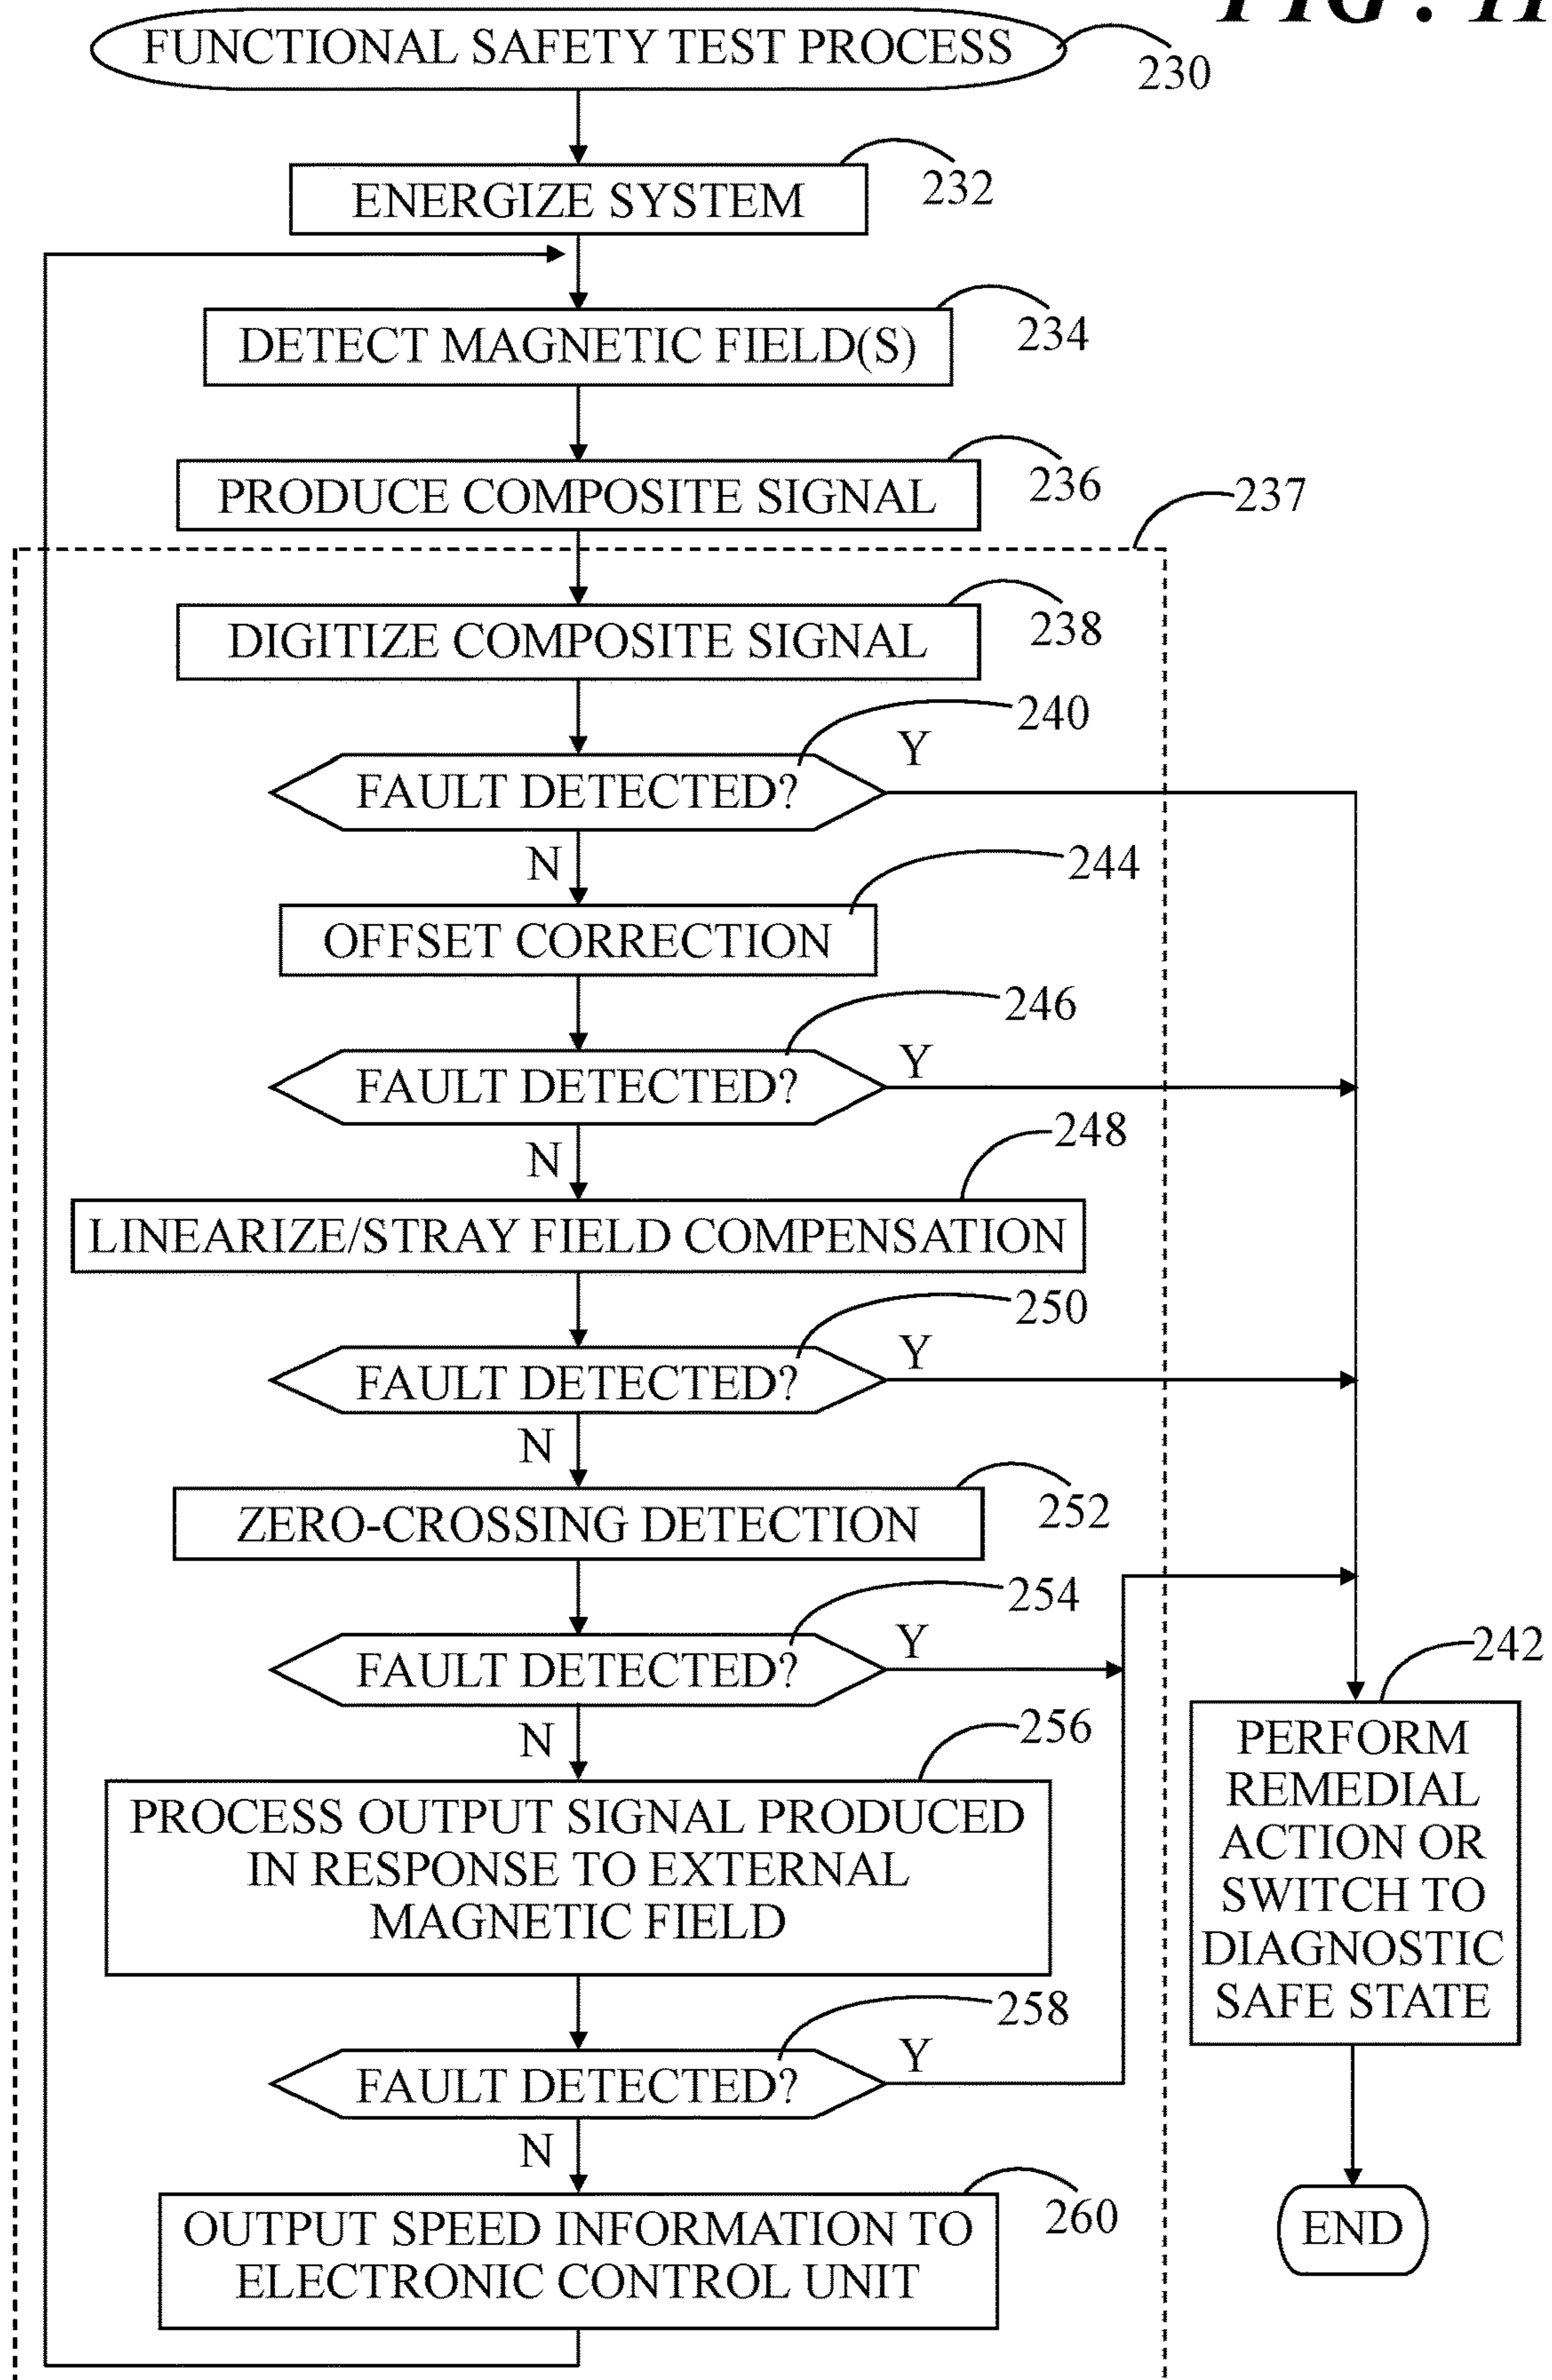 FIG. 11
FUNCTIONAL SAFETY TEST PROCESS
230
ENERGIZE SYSTEM
232
DETECT MAGNETIC FIELD(S)
234
PRODUCE COMPOSITE SIGNAL
236
237
DIGITIZE COMPOSITE SIGNAL
238
240
FAULT DETECTED?
Y
N
244
OFFSET CORRECTION
246
FAULT DETECTED?
Y
N
248
LINEARIZE/STRAY FIELD COMPENSATION
250
FAULT DETECTED?
Y
N
ZERO-CROSSING DETECTION
252
254
FAULT DETECTED?
Y
N
242
PERFORM
REMEDIAL
ACTION OR
SWITCH TO
DIAGNOSTIC
SAFE STATE
256
PROCESS OUTPUT SIGNAL PRODUCED
IN RESPONSE TO EXTERNAL
MAGNETIC FIELD
258
FAULT DETECTED?
Y
N
OUTPUT SPEED INFORMATION TO
ELECTRONIC CONTROL UNIT
260
END